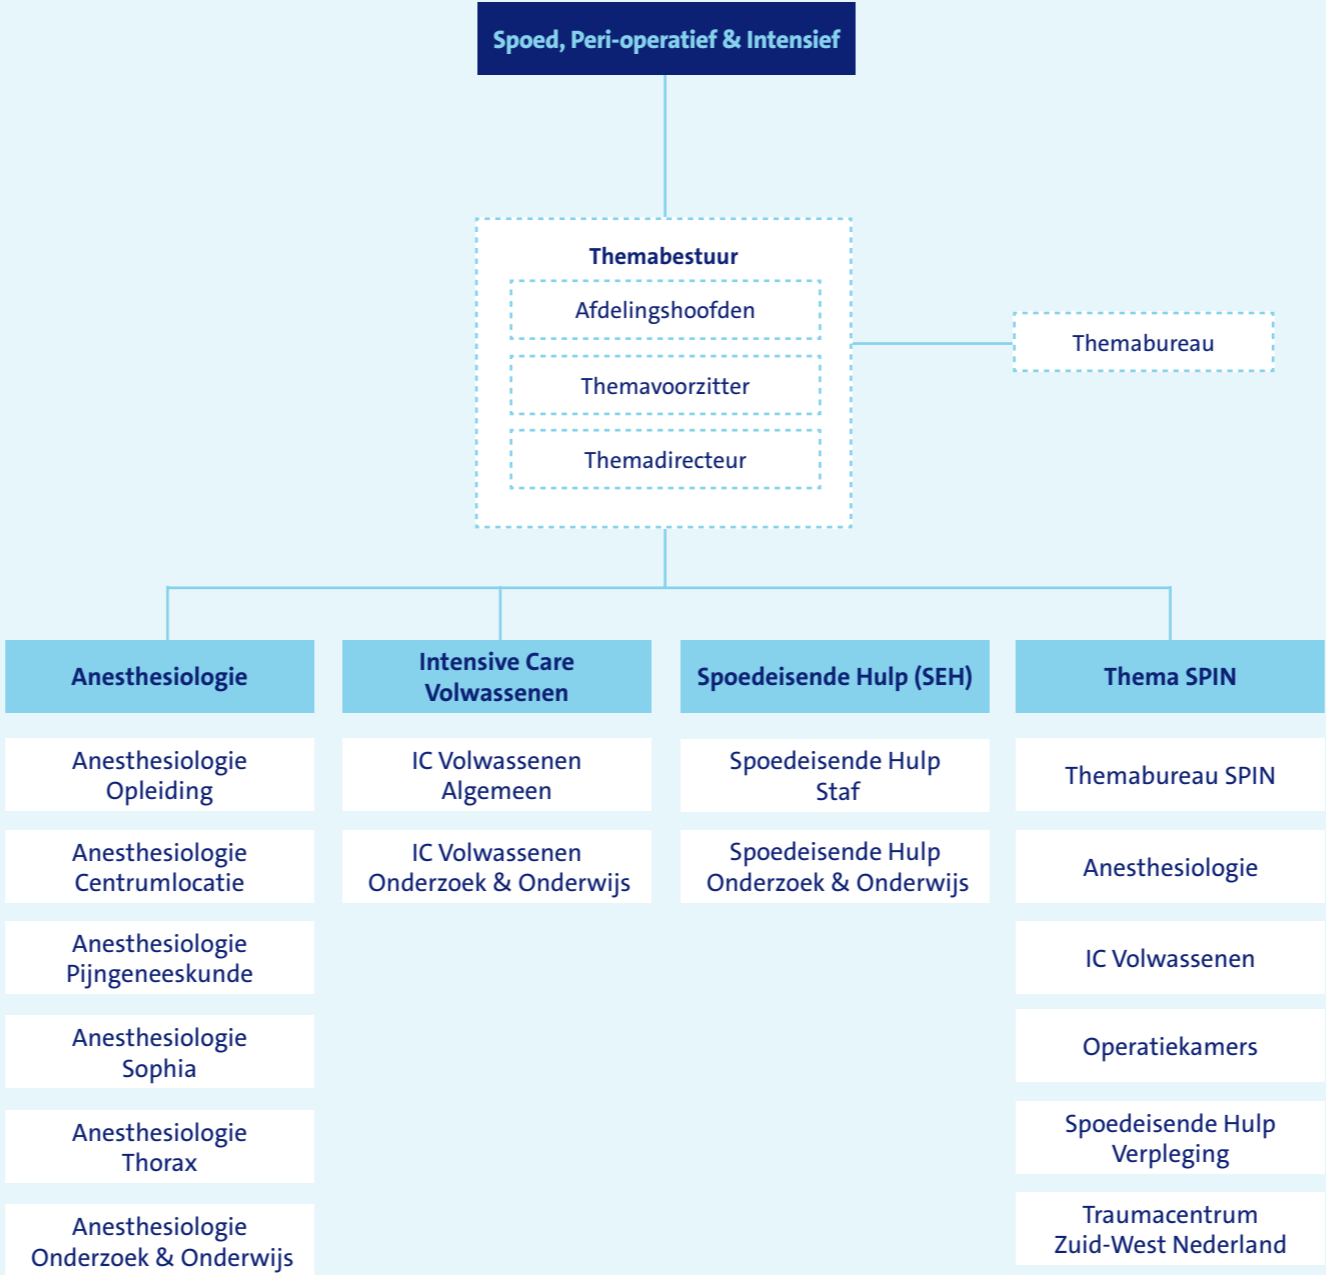 Spoed, Peri-operatief & Intensief
Themabestuur
Afdelingshoofden
Themavoorzitter
Themadirecteur
Themabureau
Anesthesiologie
Anesthesiologie
Opleiding
Anesthesiologie
Centrumlocatie
Anesthesiologie
Pijngeneeskunde
Anesthesiologie
Sophia
Anesthesiologie
Thorax
Anesthesiologie
Onderzoek & Onderwijs
Intensive Care
Volwassenen
IC Volwassenen
Algemeen
IC Volwassenen
Onderzoek & Onderwijs
Spoedeisende Hulp (SEH)
Spoedeisende Hulp
Staf
Spoedeisende Hulp
Onderzoek & Onderwijs
Thema SPIN
Themabureau SPIN
Anesthesiologie
IC Volwassenen
Operatiekamers
Spoedeisende Hulp
Verpleging
Traumacentrum
Zuid-West Nederland